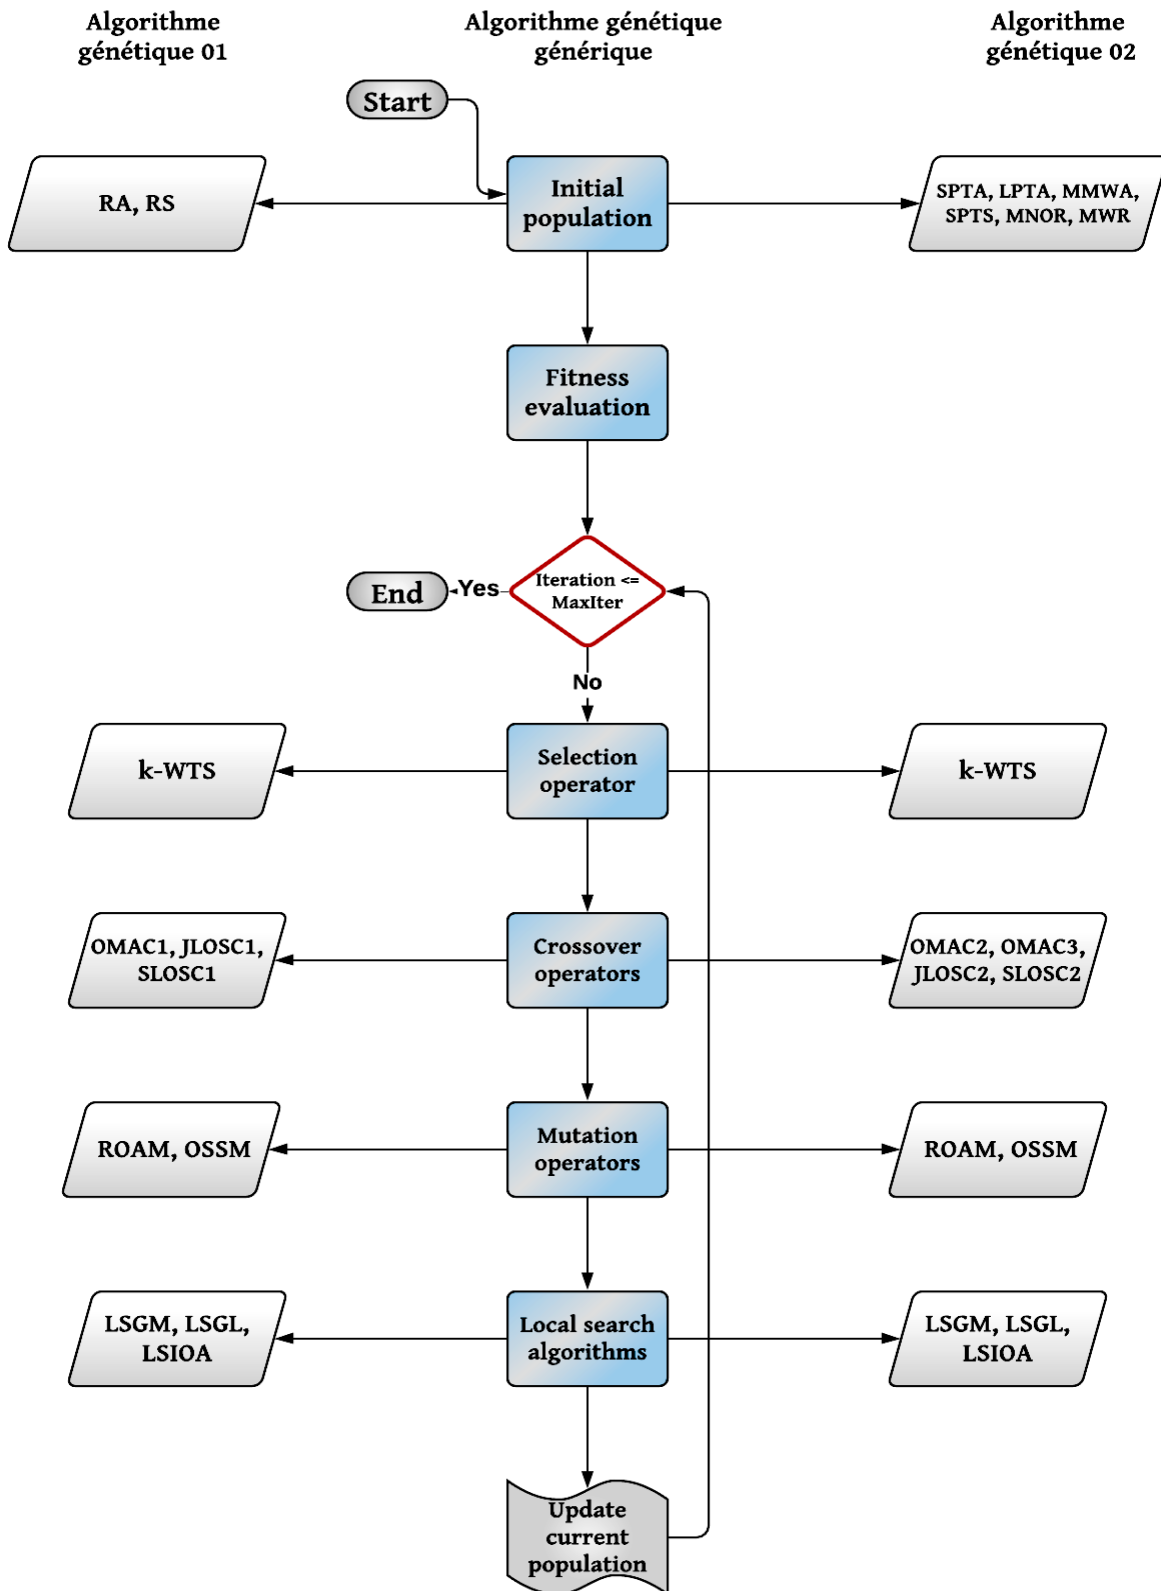 Algorithme
génétique 01
Algorithme génétique
générique
Algorithme
génétique 02
Start
RA, RS
Initial
population
SPTA, LPTA, MMWA,
SPTS, MNOR, MWR
Fitness
evaluation
End
Yes
Iteration <=
MaxIter
No
k-WTS
Selection
operator
k-WTS
OMAC1, JLOSC1,
SLOSC1
Crossover
operators
OMAC2, OMAC3,
JLOSC2, SLOSC2
ROAM, OSSM
Mutation
operators
ROAM, OSSM
LSGM, LSGL,
LSIOA
Local search
algorithms
LSGM, LSGL,
LSIOA
Update
current
population